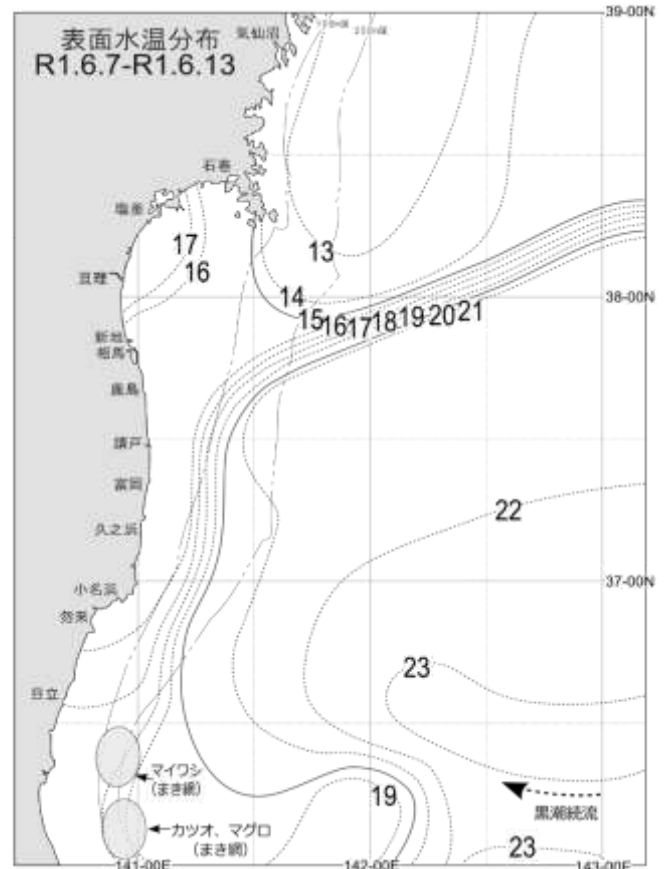 39-00N
表面水温分布
R1.6.7-R1.6.13
気仙沼
100m
200m
石巻
塩釜
17
13
16
亘理
14
38-00N
15 16 17 18 19 20 21
新地
相馬
鹿島
請戸
富岡
22
久之浜
37-00N
小名浜
勿来
23
日立
マイワシ
(まき網)
19
黒潮続流
カツオ、マグロ
(まき網)
23
141-00E
142-00E
143-00E